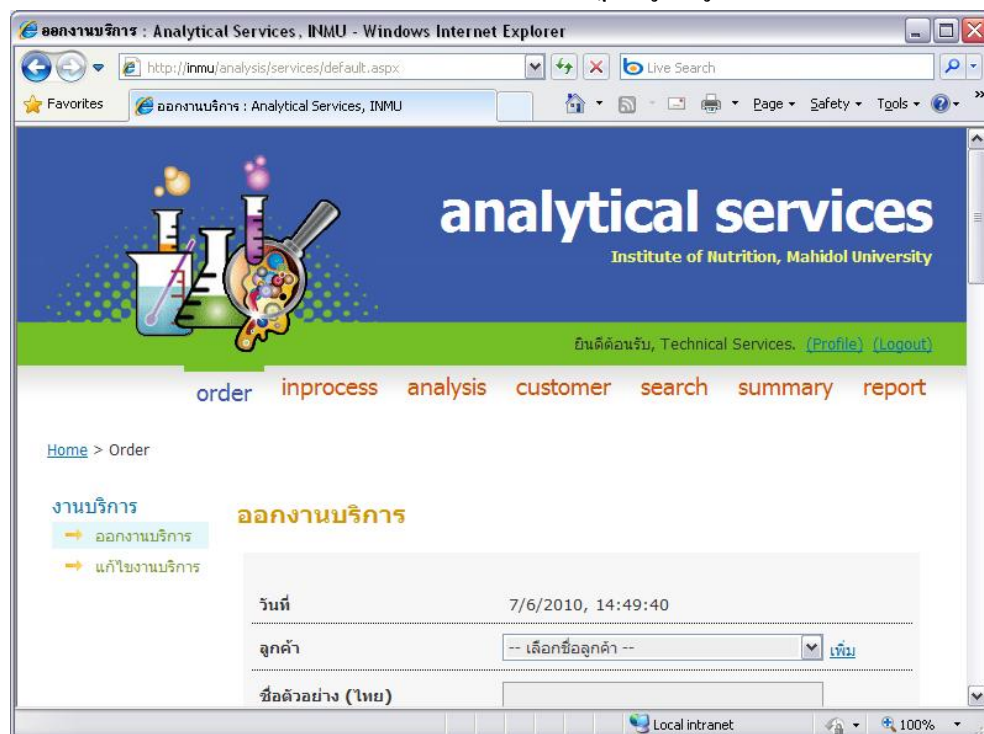 ออกงานบริการ : Analytical Services, INMU - Windows Internet Explorer
http://inmu/analysis/services/default.aspx
Live Search
Favorites
ออกงานบริการ : Analytical Services, INMU
Page
Safety
Tools
analytical services
Institute of Nutrition, Mahidol University
ยินดีต้อนรับ, Technical Services. (Profile) (Logout)
order inprocess analysis customer search summary report
Home > Order
งานบริการ
ออกงานบริการ
แก้ไขงานบริการ
ออกงานบริการ
วันที่ 7/6/2010, 14:49:40
ลูกค้า -- เลือกชื่อลูกค้า -- เพิ่ม
ชื่อตัวอย่าง (ไทย)
Local intranet
100%